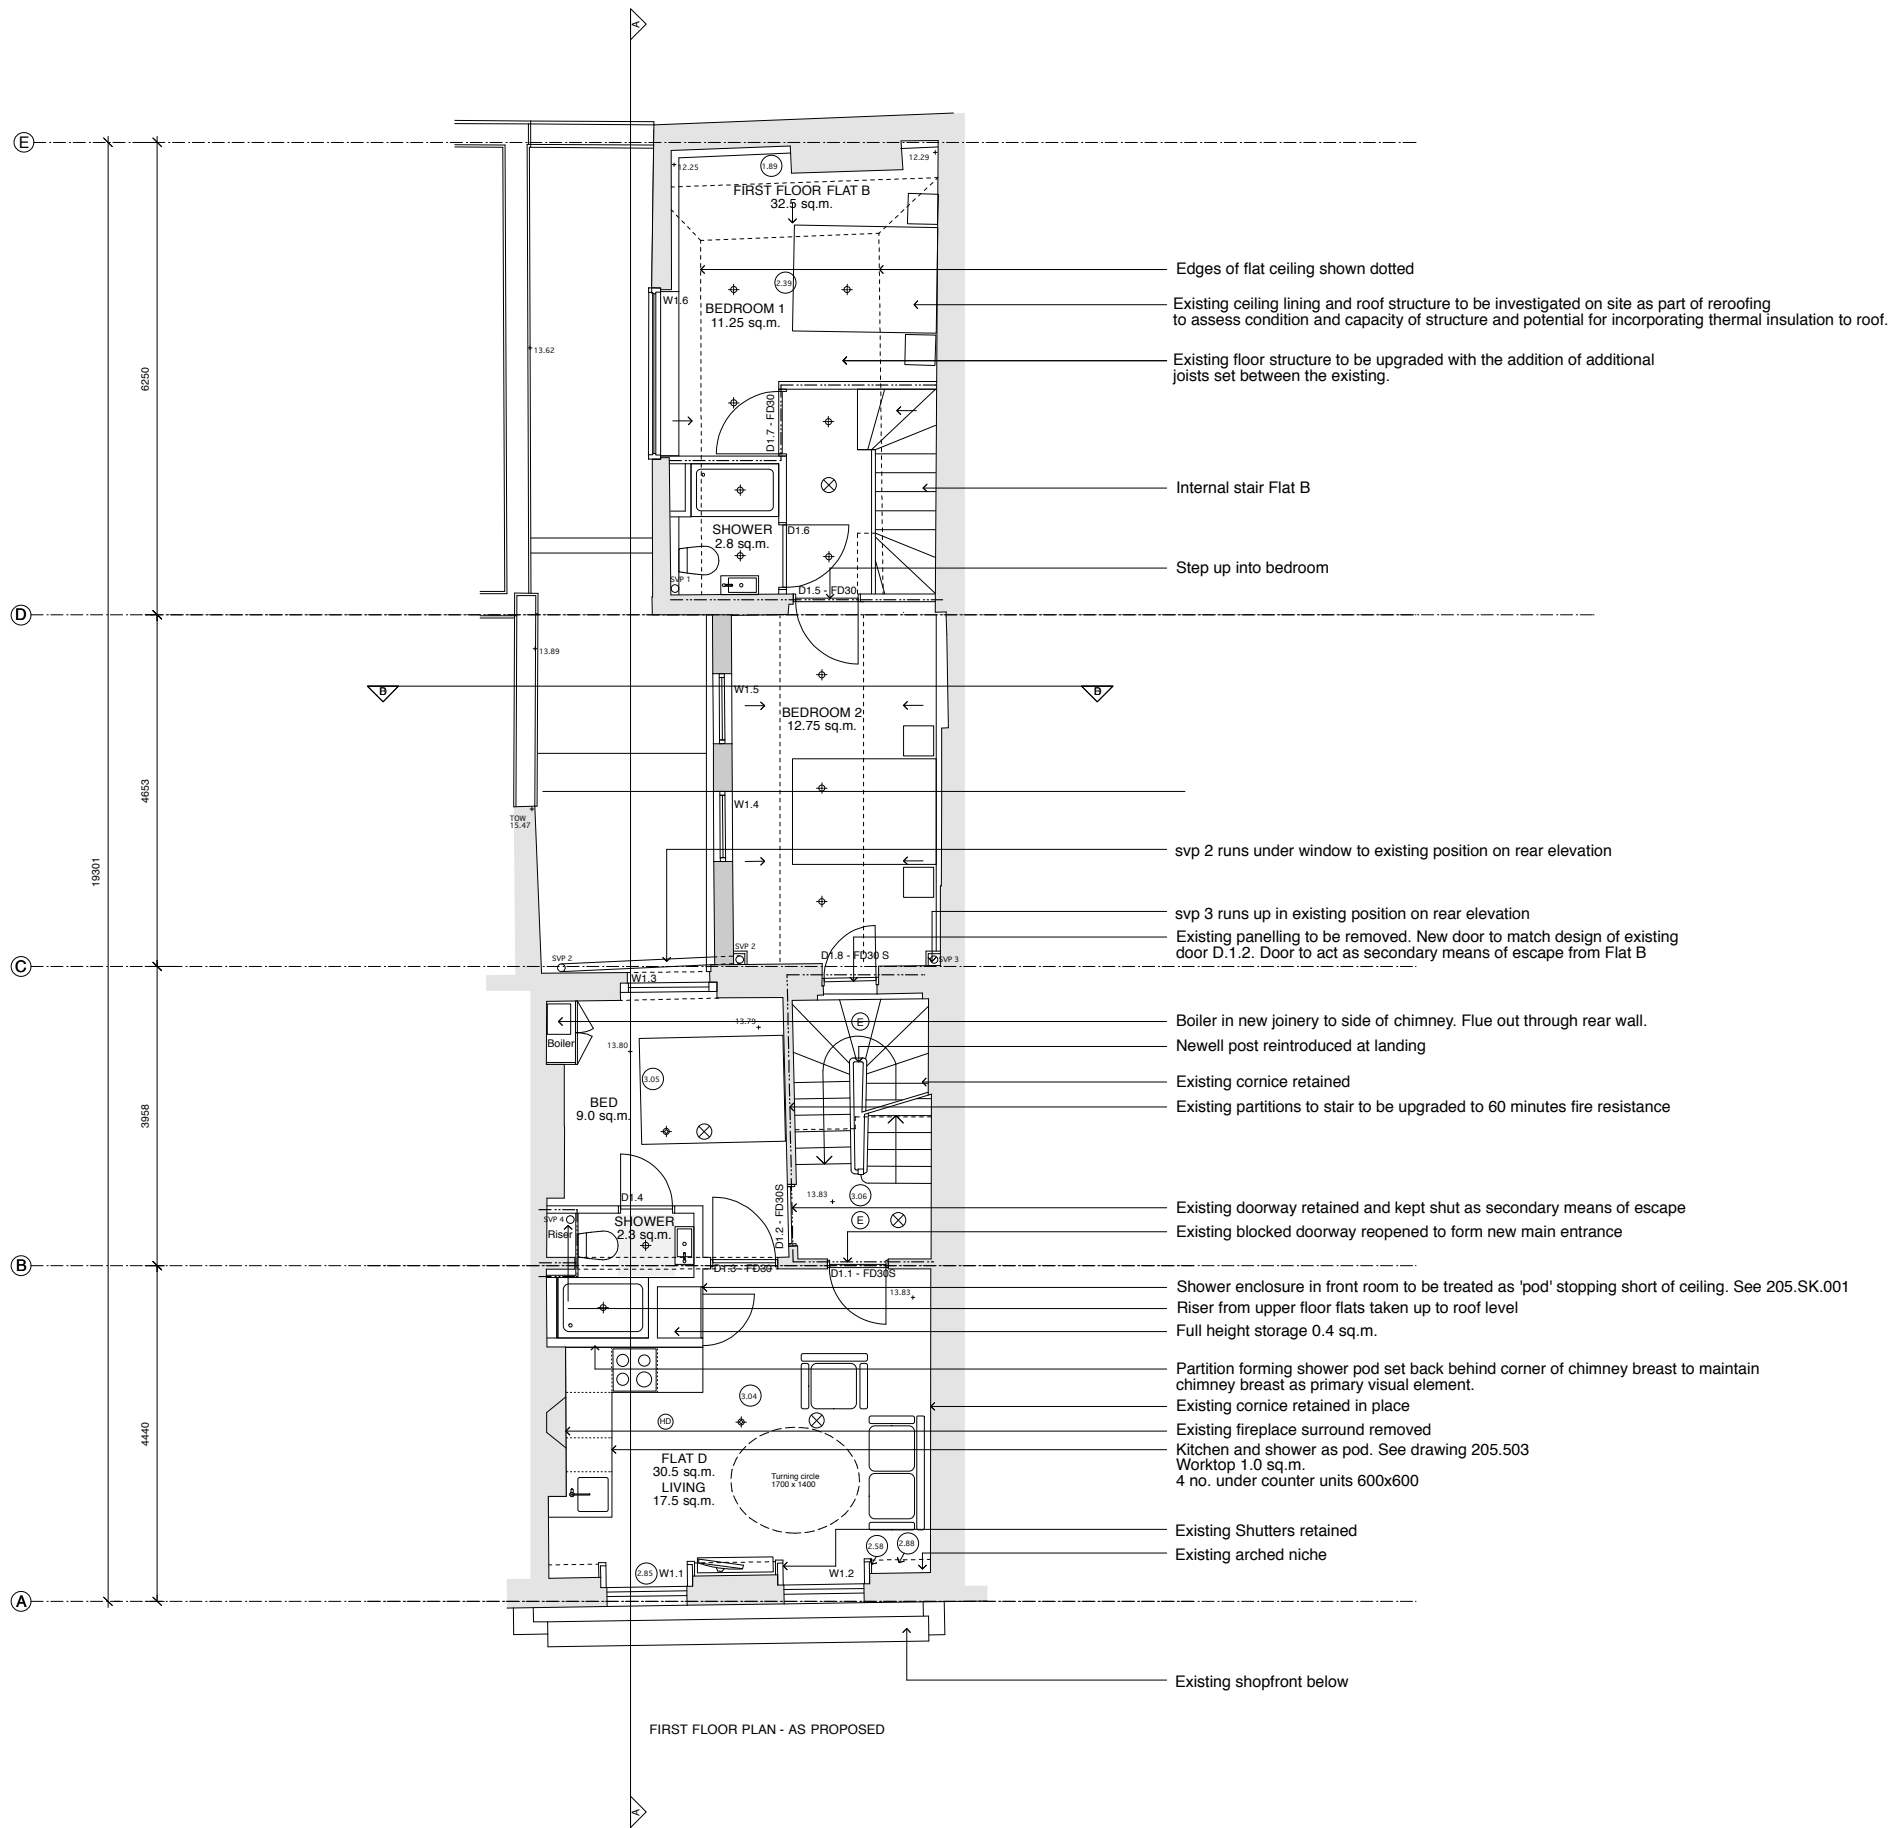 A
E
12.25
1.89
12.29
FIRST FLOOR FLAT B
32.5 sq.m.
Edges of flat ceiling shown dotted
2.39
W1.6
BEDROOM 1
11.25 sq.m.
Existing ceiling lining and roof structure to be investigated on site as part of reroofing
to assess condition and capacity of structure and potential for incorporating thermal insulation to roof.
13.62
Existing floor structure to be upgraded with the addition of additional
joists set between the existing.
6250
D1.7 - FD30
Internal stair Flat B
SHOWER
2.8 sq.m.
D1.6
Step up into bedroom
SVP 1
D1.5 - FD30
D
13.89
W1.5
BEDROOM 2
12.75 sq.m.
4653
W1.4
TOW
15.47
19301
svp 2 runs under window to existing position on rear elevation
svp 3 runs up in existing position on rear elevation
Existing panelling to be removed. New door to match design of existing
door D.1.2. Door to act as secondary means of escape from Flat B
SVP 2
SVP 2
D1.8 - FD30 S
SVP 3
C
W1.3
13.79
E
Boiler in new joinery to side of chimney. Flue out through rear wall.
Boiler
13.80
Newell post reintroduced at landing
3.05
Existing cornice retained
BED
9.0 sq.m.
Existing partitions to stair to be upgraded to 60 minutes fire resistance
3958
D1.4
D1.2 - FD30S
13.83
3.06
Existing doorway retained and kept shut as secondary means of escape
SVP 4
Riser
SHOWER
2.3 sq.m.
E
Existing blocked doorway reopened to form new main entrance
B
D1.3 - FD30
D1.1 - FD30S
13.83
Shower enclosure in front room to be treated as 'pod' stopping short of ceiling. See 205.SK.001
Riser from upper floor flats taken up to roof level
Full height storage 0.4 sq.m.
Partition forming shower pod set back behind corner of chimney breast to maintain
chimney breast as primary visual element.
3.04
Existing cornice retained in place
HD
Existing fireplace surround removed
4440
Kitchen and shower as pod. See drawing 205.503
Worktop 1.0 sq.m.
4 no. under counter units 600x600
FLAT D
30.5 sq.m.
LIVING
17.5 sq.m.
Turning circle
1700 x 1400
Existing Shutters retained
2.58
2.88
Existing arched niche
2.85
W1.1
W1.2
A
Existing shopfront below
FIRST FLOOR PLAN - AS PROPOSED
A